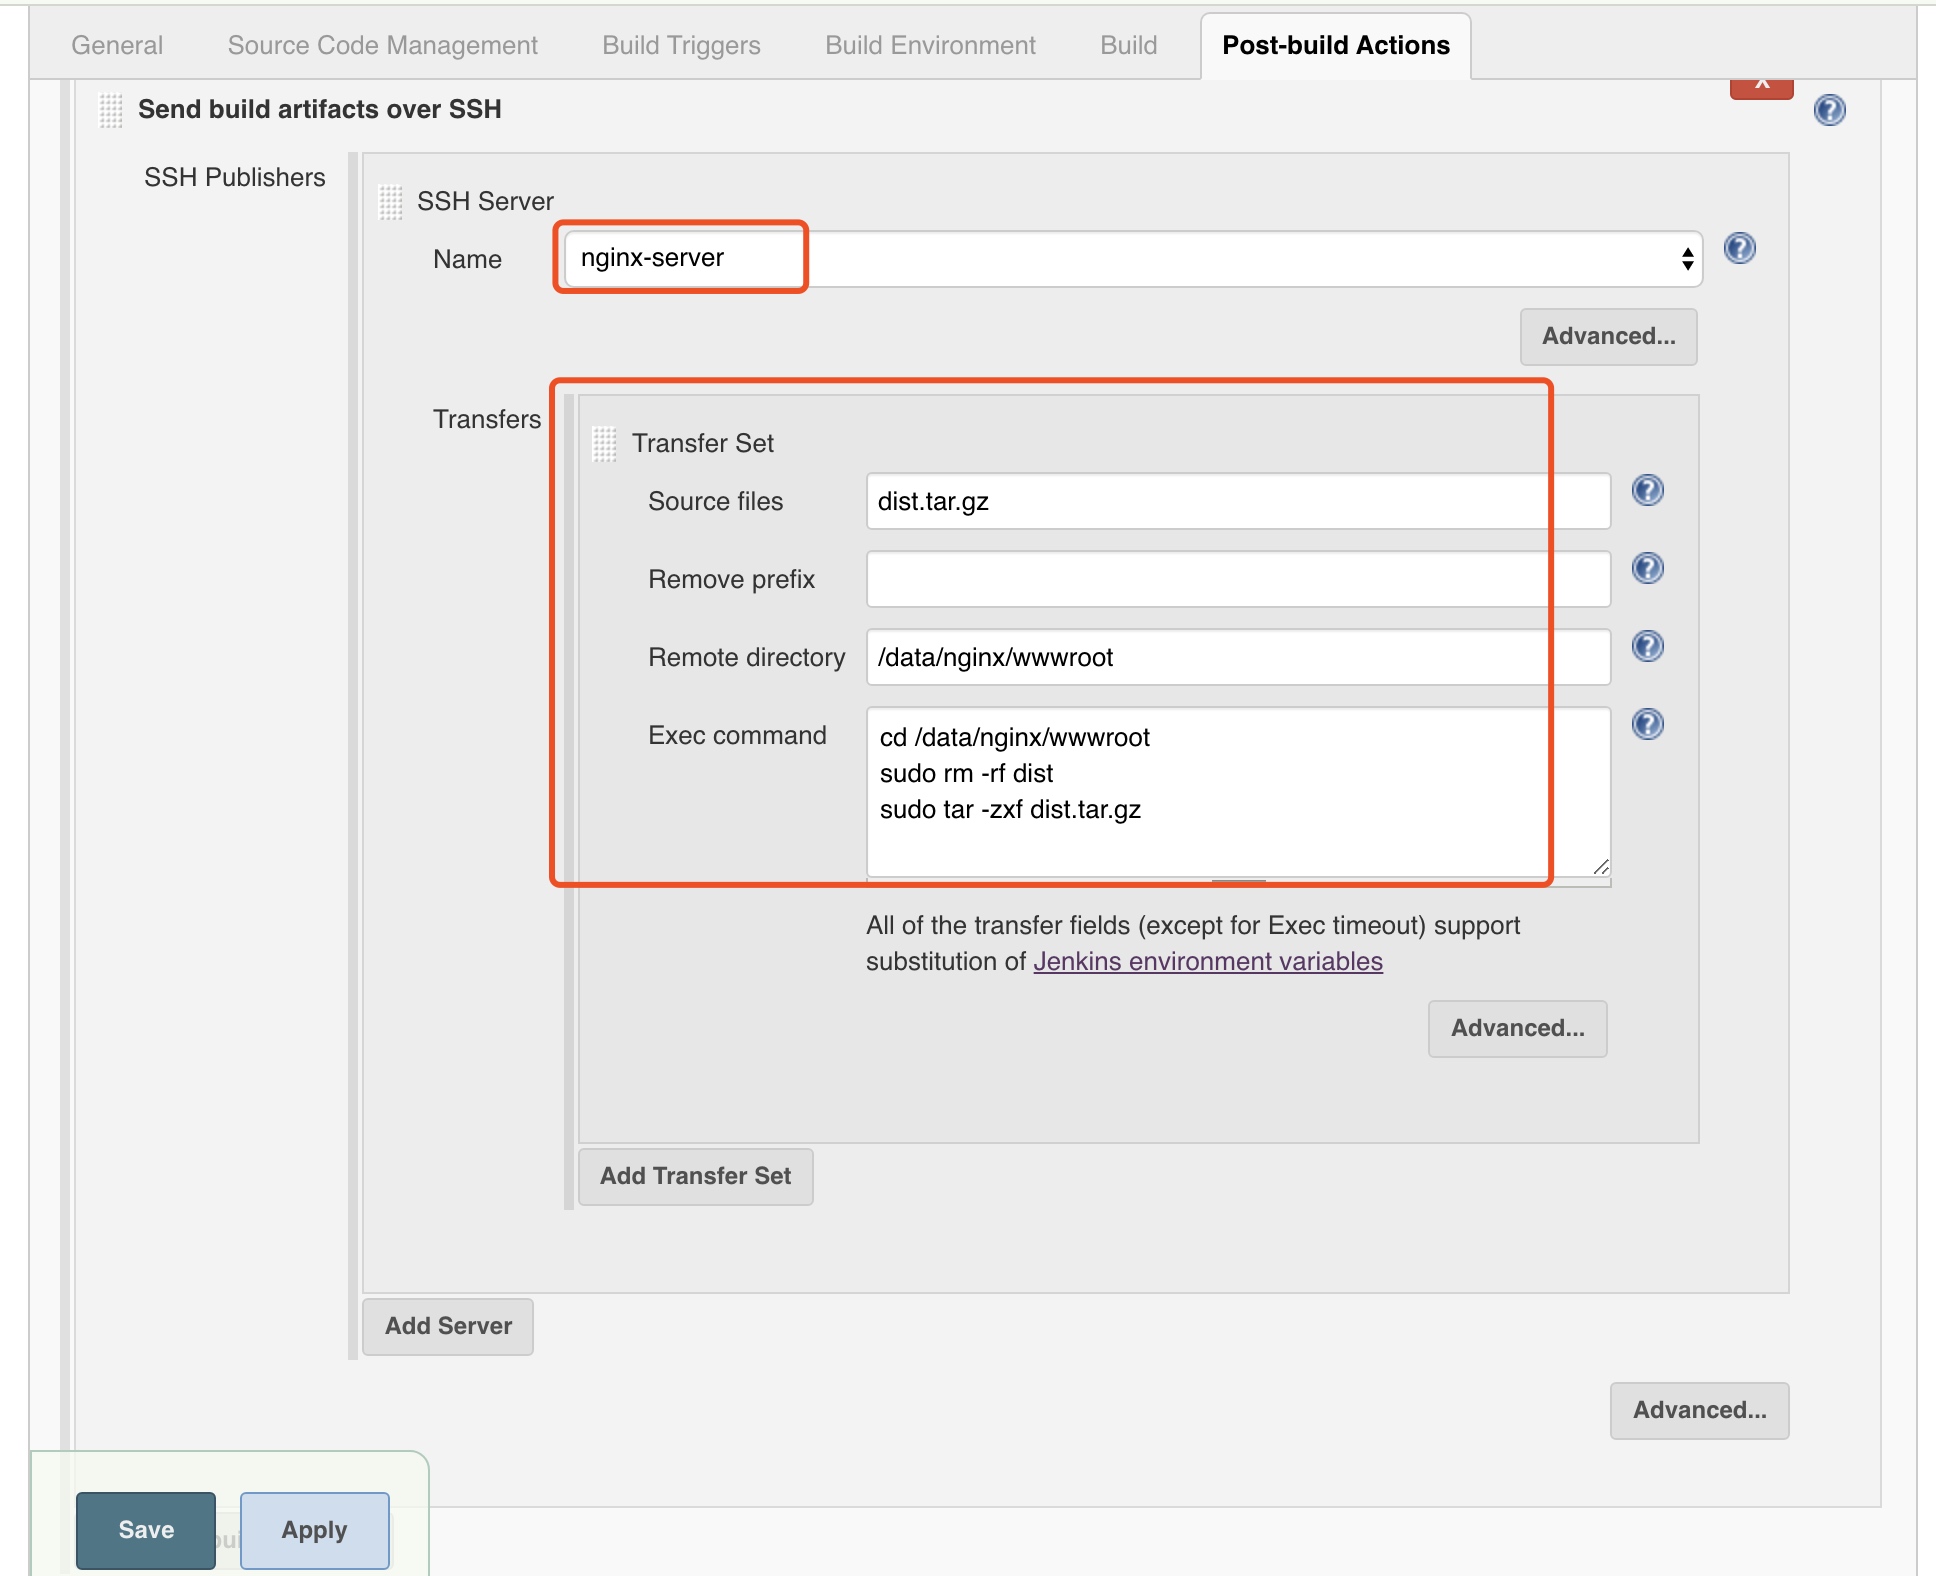 General Source Code Management Build Triggers Build Environment Build Post-build Actions
X
Send build artifacts over SSH
SSH Publishers
SSH Server
Name nginx-server
Advanced...
Transfers
Transfer Set
Source files dist.tar.gz
Remove prefix
Remote directory /data/nginx/wwwroot
Exec command cd /data/nginx/wwwroot
sudo rm -rf dist
sudo tar -zxf dist.tar.gz
All of the transfer fields (except for Exec timeout) support
substitution of Jenkins environment variables
Advanced...
Add Transfer Set
Add Server
Advanced...
Save Apply